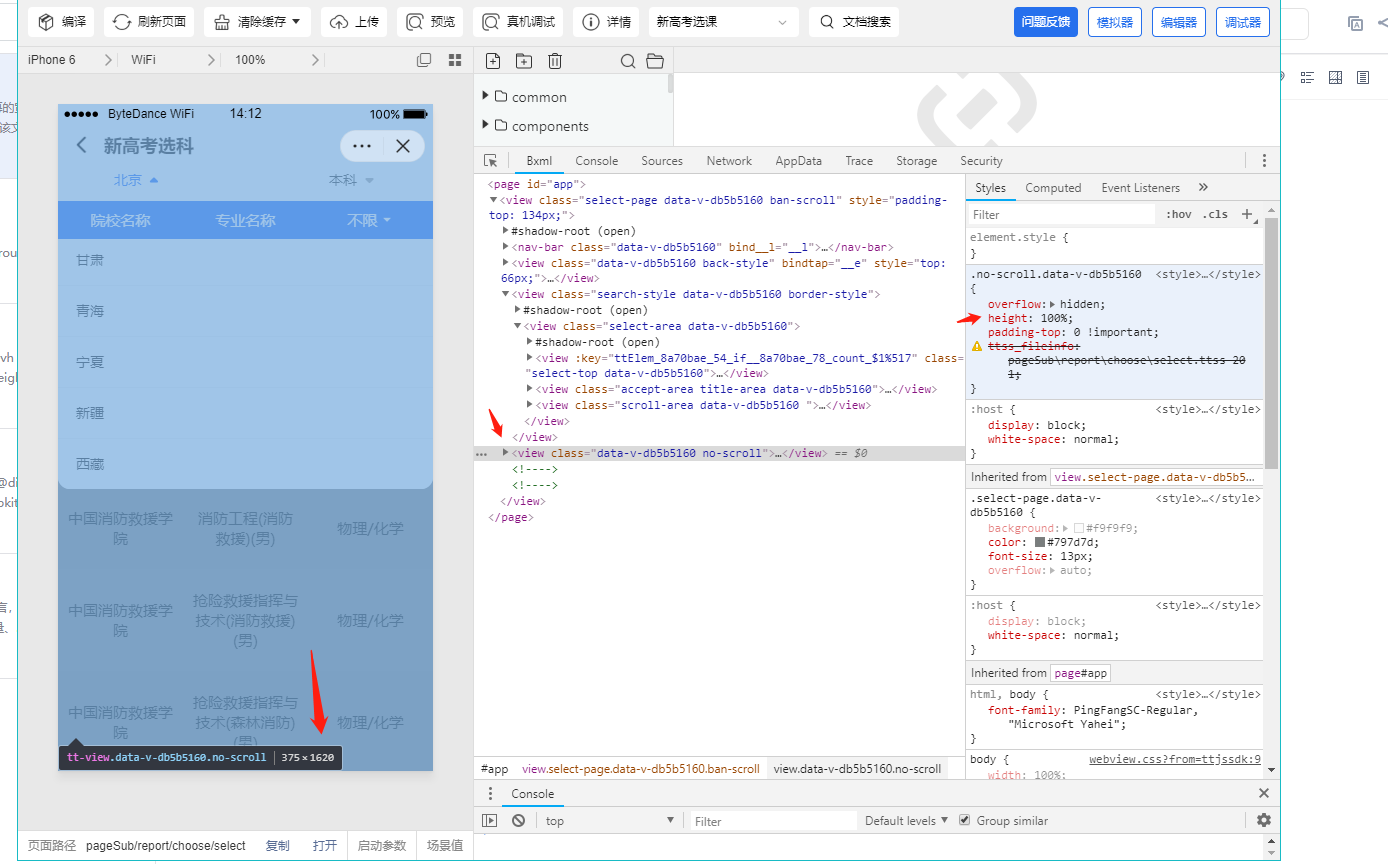 编译
刷新页面
清除缓存
上传
预览
真机调试
详情
新高考选课
文档搜索
问题反馈
模拟器
编辑器
调试器
iPhone 6
WiFi
100%
common
components
ByteDance WiFi
14:12
100%
新高考选科
北京
本科
院校名称
专业名称
不限
甘肃
青海
宁夏
新疆
西藏
中国消防救援学
院
消防工程(消防
救援)(男)
物理/化学
中国消防救援学
院
抢险救援指挥与
技术(消防救援)
(男)
物理/化学
中国消防救援学
院
抢险救援指挥与
技术(森林消防)
(男)
物理/化学
tt-view.data-v-db5b5160.no-scroll
375×1620
页面路径
pageSub/report/choose/select
复制
打开
启动参数
场景值
Bxml
Console
Sources
Network
AppData
Trace
Storage
Security
<page id="app">
<view class="select-page data-v-db5b5160 ban-scroll" style="padding-
top: 134px;">
#shadow-root (open)
<nav-bar class="data-v-db5b5160" bind__l="__l">…</nav-bar>
<view class="data-v-db5b5160 back-style" bindtap="__e" style="top:
66px;">…</view>
<view class="search-style data-v-db5b5160 border-style">
#shadow-root (open)
<view class="select-area data-v-db5b5160">
#shadow-root (open)
<view :key="ttElem_8a70bae_54_if__8a70bae_78_count_$1%517" class=
"select-top data-v-db5b5160">…</view>
<view class="accept-area title-area data-v-db5b5160">…</view>
<view class="scroll-area data-v-db5b5160 ">…</view>
</view>
</view>
<view class="data-v-db5b5160 no-scroll">…</view> == $0
<!---->
<!---->
</view>
</page>
#app
view.select-page.data-v-db5b5160.ban-scroll
view.data-v-db5b5160.no-scroll
Styles
Computed
Event Listeners
»
Filter
:hov
.cls
+
element.style {
}
.no-scroll.data-v-db5b5160
<style>…</style>
{
overflow: hidden;
height: 100%;
padding-top: 0 !important;
ttss_fileinfo:
pageSub\report\choose\select.ttss 20
1;
}
:host {
<style>…</style>
display: block;
white-space: normal;
}
Inherited from
view.select-page.data-v-db5b5…
.select-page.data-v-
<style>…</style>
db5b5160 {
background: #f9f9f9;
color: #797d7d;
font-size: 13px;
overflow: auto;
}
:host {
<style>…</style>
display: block;
white-space: normal;
}
Inherited from
page#app
html, body {
<style>…</style>
font-family: PingFangSC-Regular,
"Microsoft Yahei";
}
body {
webview.css?from=ttjssdk:9
width: 100%;
Console
top
Filter
Default levels
Group similar